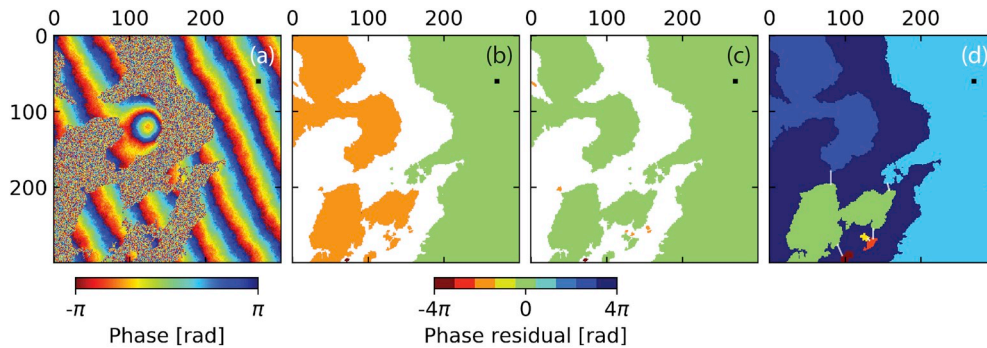 0 100 200 0 100 200 0 100 200 0 100 200
0
100
200
(a) (b) (c) (d)
-π π
Phase [rad]
-4π 0 4π
Phase residual [rad]